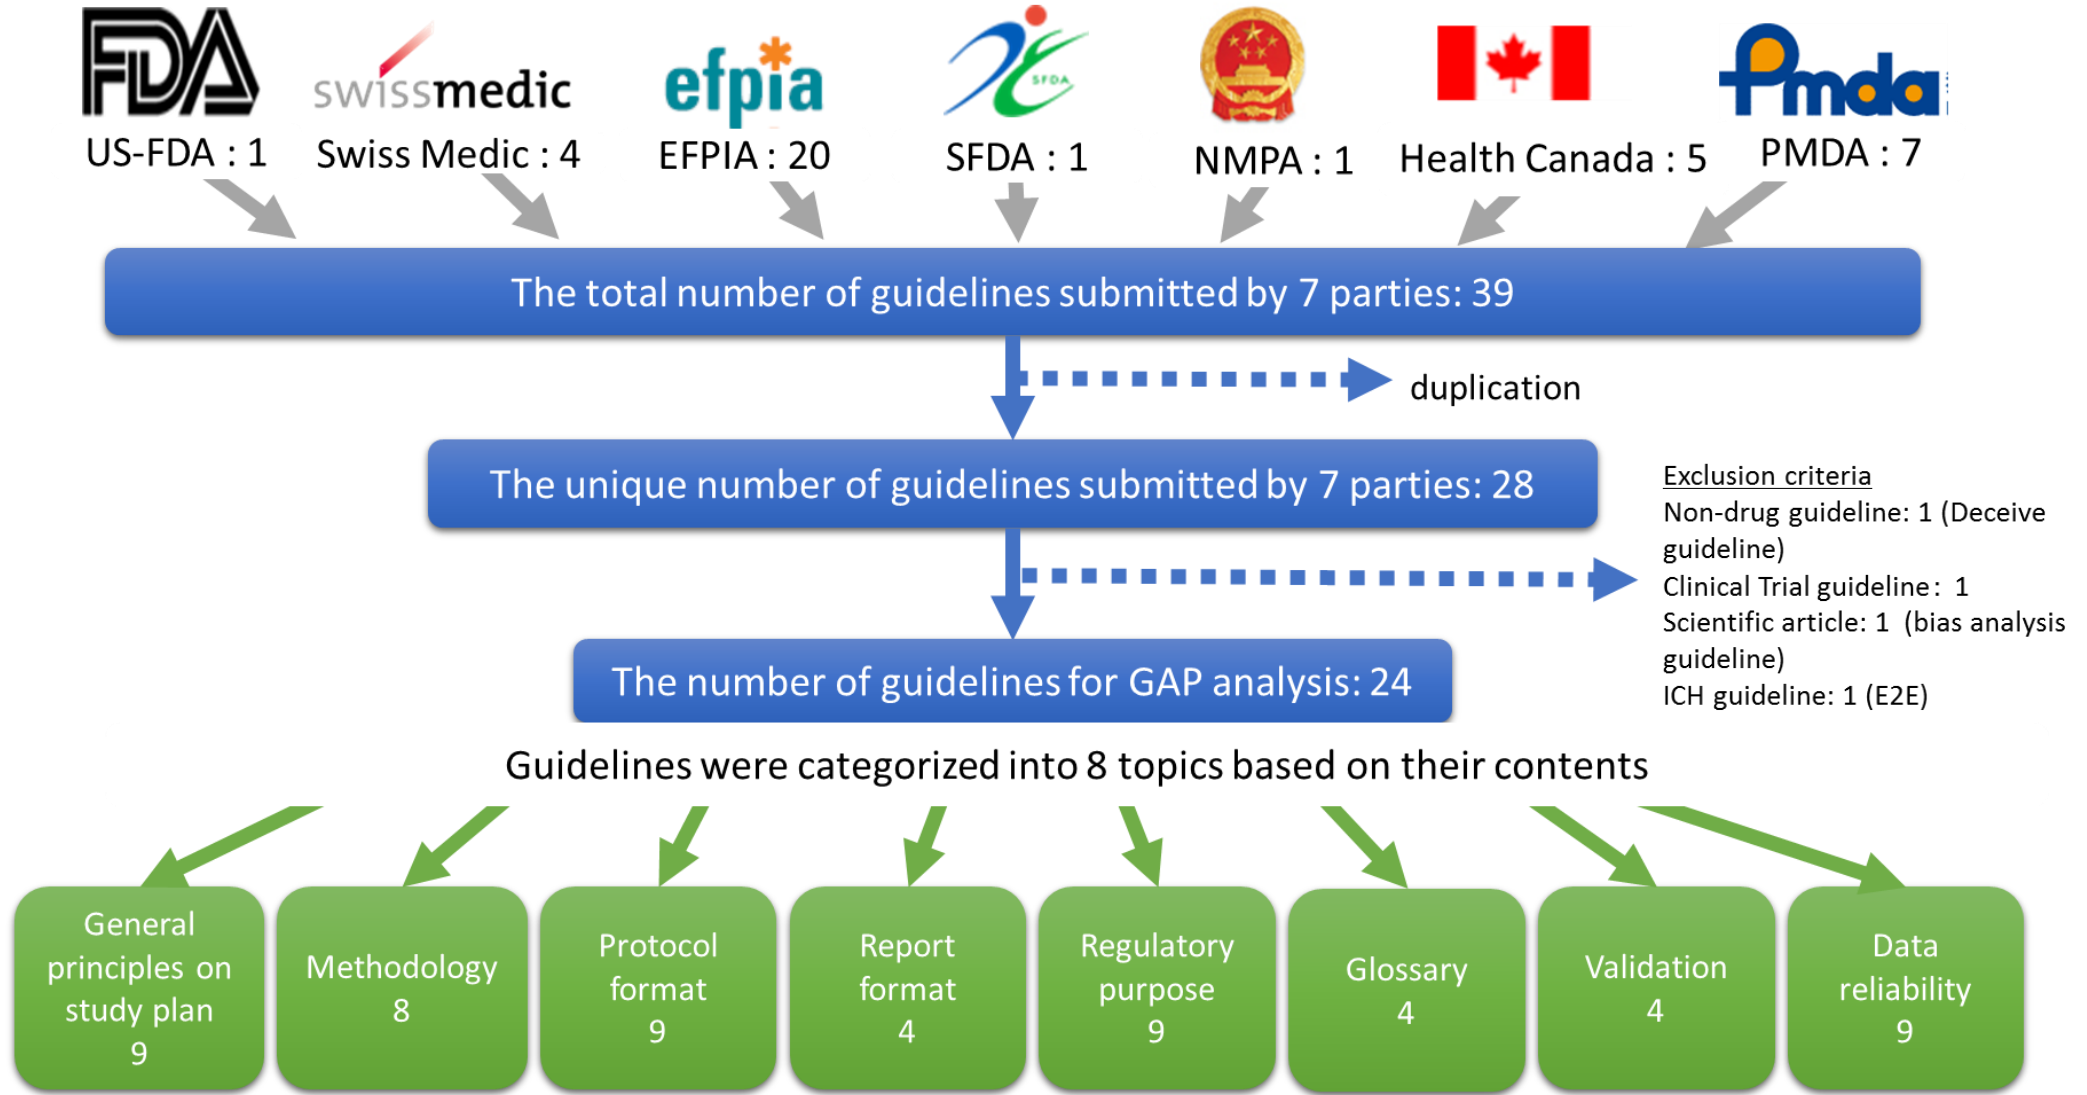 FDA
swissmedic
efpia
SFDA
Pmda
US-FDA : 1
Swiss Medic : 4
EFPIA : 20
SFDA : 1
NMPA : 1
Health Canada : 5
PMDA : 7
The total number of guidelines submitted by 7 parties: 39
duplication
The unique number of guidelines submitted by 7 parties: 28
Exclusion criteria
Non-drug guideline: 1 (Deceive
guideline)
Clinical Trial guideline: 1
Scientific article: 1 (bias analysis
guideline)
ICH guideline: 1 (E2E)
The number of guidelines for GAP analysis: 24
Guidelines were categorized into 8 topics based on their contents
General
principles on
study plan
9
Methodology
8
Protocol
format
9
Report
format
4
Regulatory
purpose
9
Glossary
4
Validation
4
Data
reliability
9